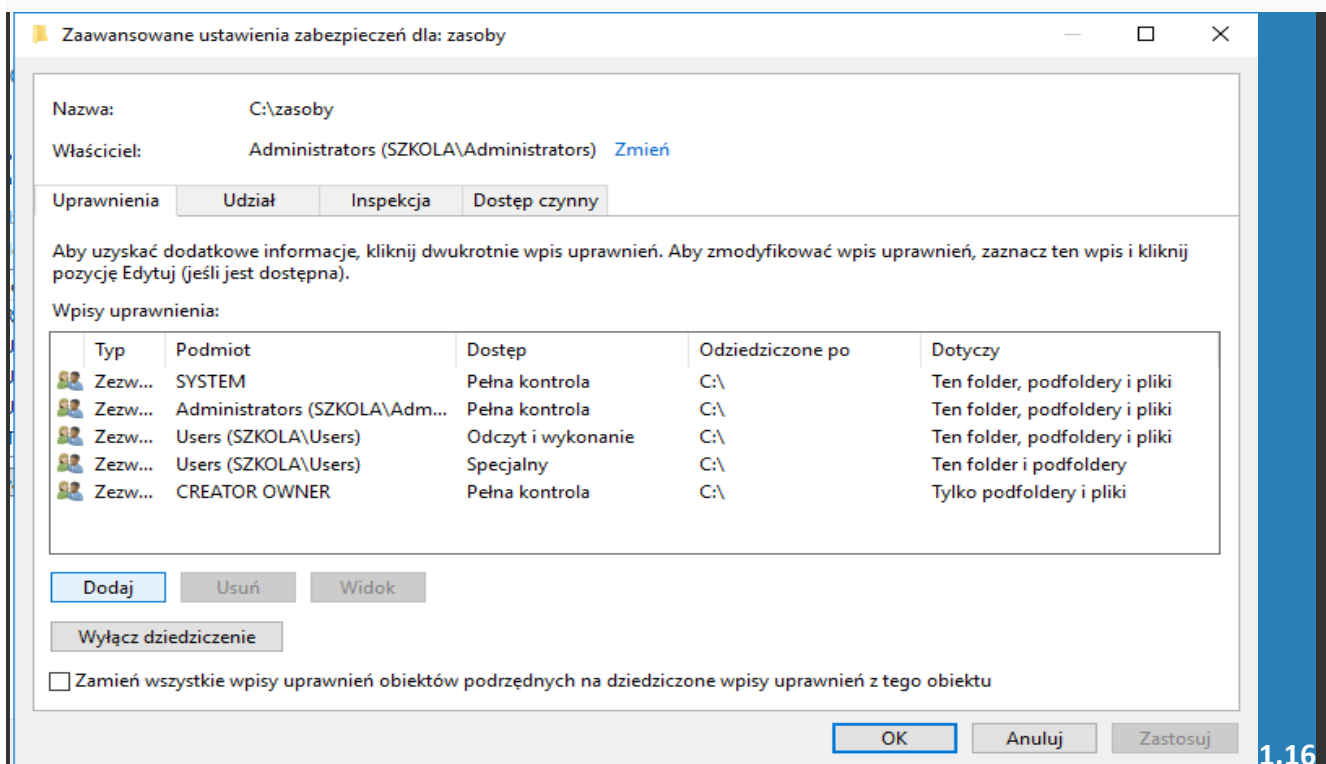 Zaawansowane ustawienia zabezpieczeń dla: zasoby
Nazwa: C:\zasoby
Właściciel: Administrators (SZKOLA\Administrators) Zmień
Uprawnienia Udział Inspekcja Dostęp czynny
Aby uzyskać dodatkowe informacje, kliknij dwukrotnie wpis uprawnień. Aby zmodyfikować wpis uprawnień, zaznacz ten wpis i kliknij
pozycję Edytuj (jeśli jest dostępna).
Wpisy uprawnienia:
Typ Podmiot Dostęp Odziedziczone po Dotyczy
Zezw... SYSTEM Pełna kontrola C:\ Ten folder, podfoldery i pliki
Zezw... Administrators (SZKOLA\Adm... Pełna kontrola C:\ Ten folder, podfoldery i pliki
Zezw... Users (SZKOLA\Users) Odczyt i wykonanie C:\ Ten folder, podfoldery i pliki
Zezw... Users (SZKOLA\Users) Specjalny C:\ Ten folder i podfoldery
Zezw... CREATOR OWNER Pełna kontrola C:\ Tylko podfoldery i pliki
Dodaj Usuń Widok
Wyłącz dziedziczenie
Zamień wszystkie wpisy uprawnień obiektów podrzędnych na dziedziczone wpisy uprawnień z tego obiektu
OK Anuluj Zastosuj
1.16